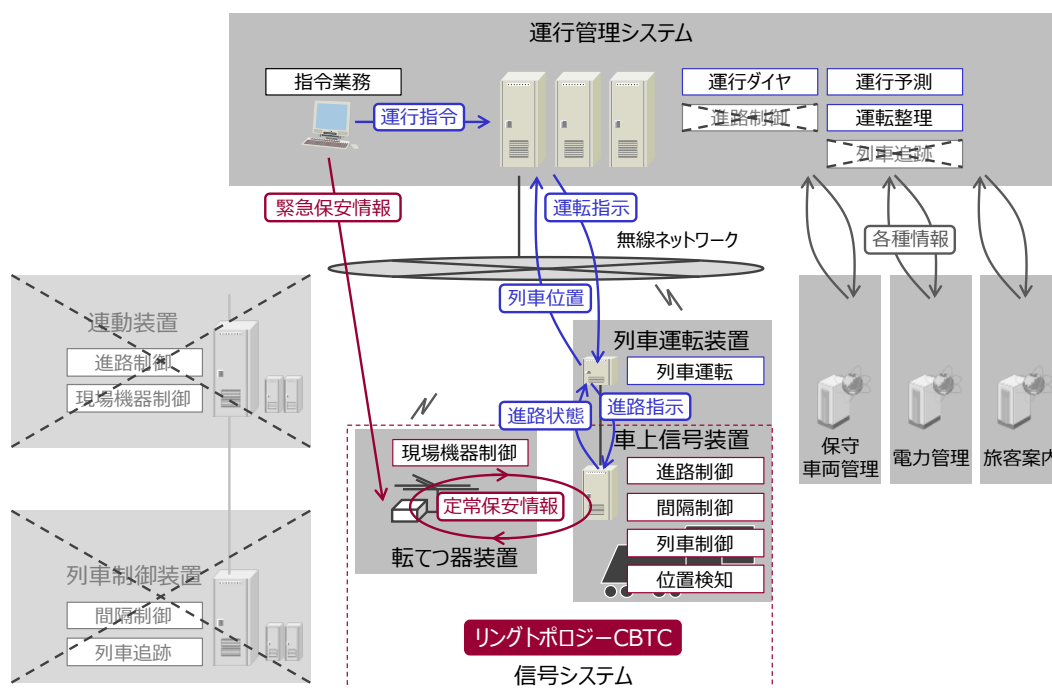 運行管理システム
指令業務
運行指令
運行ダイヤ
運行予測
進路制御
運転整理
列車追跡
緊急保安情報
運転指示
無線ネットワーク
各種情報
列車位置
連動装置
進路制御
現場機器制御
列車運転装置
列車運転
進路状態
進路指示
保守
車両管理
電力管理
旅客案内
車上信号装置
現場機器制御
進路制御
定常保安情報
間隔制御
列車制御
転てつ器装置
位置検知
列車制御装置
間隔制御
列車追跡
リングトポロジーCBTC
信号システム